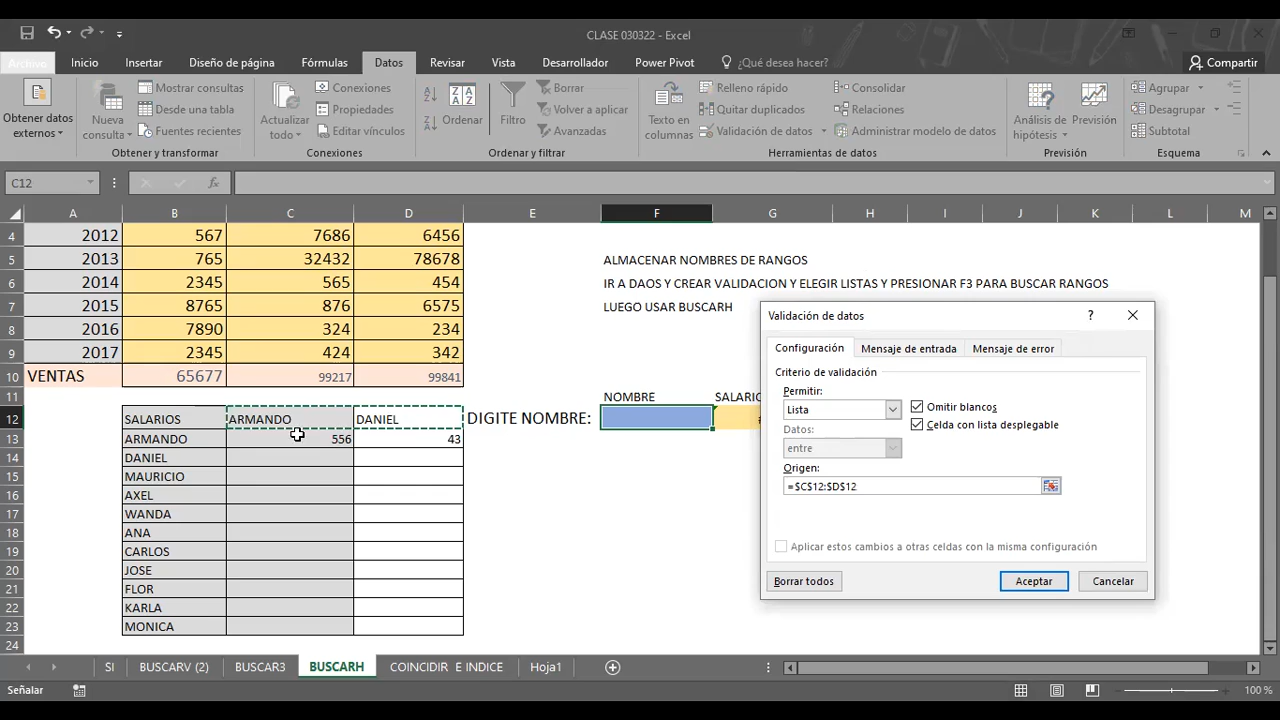 CLASE 030322 - Excel
Archivo Inicio Insertar Diseño de página Fórmulas Datos Revisar Vista Desarrollador Power Pivot ¿Qué desea hacer? Compartir
Obtener datos externos
Nueva consulta
Mostrar consultas
Desde una tabla
Fuentes recientes
Obtener y transformar
Actualizar todo
Conexiones
Propiedades
Editar vínculos
Conexiones
Ordenar
Filtro
Borrar
Volver a aplicar
Avanzadas
Ordenar y filtrar
Texto en columnas
Relleno rápido
Quitar duplicados
Validación de datos
Consolidar
Relaciones
Administrar modelo de datos
Herramientas de datos
Análisis de hipótesis
Previsión
Previsión
Agrupar
Desagrupar
Subtotal
Esquema
C12 fx
A B C D E F G H I J K L M
4 2012 567 7686 6456
5 2013 765 32432 78678 ALMACENAR NOMBRES DE RANGOS
6 2014 2345 565 454 IR A DAOS Y CREAR VALIDACION Y ELEGIR LISTAS Y PRESIONAR F3 PARA BUSCAR RANGOS
7 2015 8765 876 6575 LUEGO USAR BUSCARH
8 2016 7890 324 234
9 2017 2345 424 342
10 VENTAS 65677 99217 99841
11 NOMBRE SALARIO
12 SALARIOS ARMANDO DANIEL DIGITE NOMBRE:
13 ARMANDO 556 43
14 DANIEL
15 MAURICIO
16 AXEL
17 WANDA
18 ANA
19 CARLOS
20 JOSE
21 FLOR
22 KARLA
23 MONICA
24
Validación de datos ?
Configuración Mensaje de entrada Mensaje de error
Criterio de validación
Permitir:
Lista Omitir blancos
Datos: Celda con lista desplegable
entre
Origen:
=$C$12:$D$12
Aplicar estos cambios a otras celdas con la misma configuración
Borrar todos Aceptar Cancelar
SI BUSCARV (2) BUSCAR3 BUSCARH COINCIDIR E INDICE Hoja1
Señalar 100 %